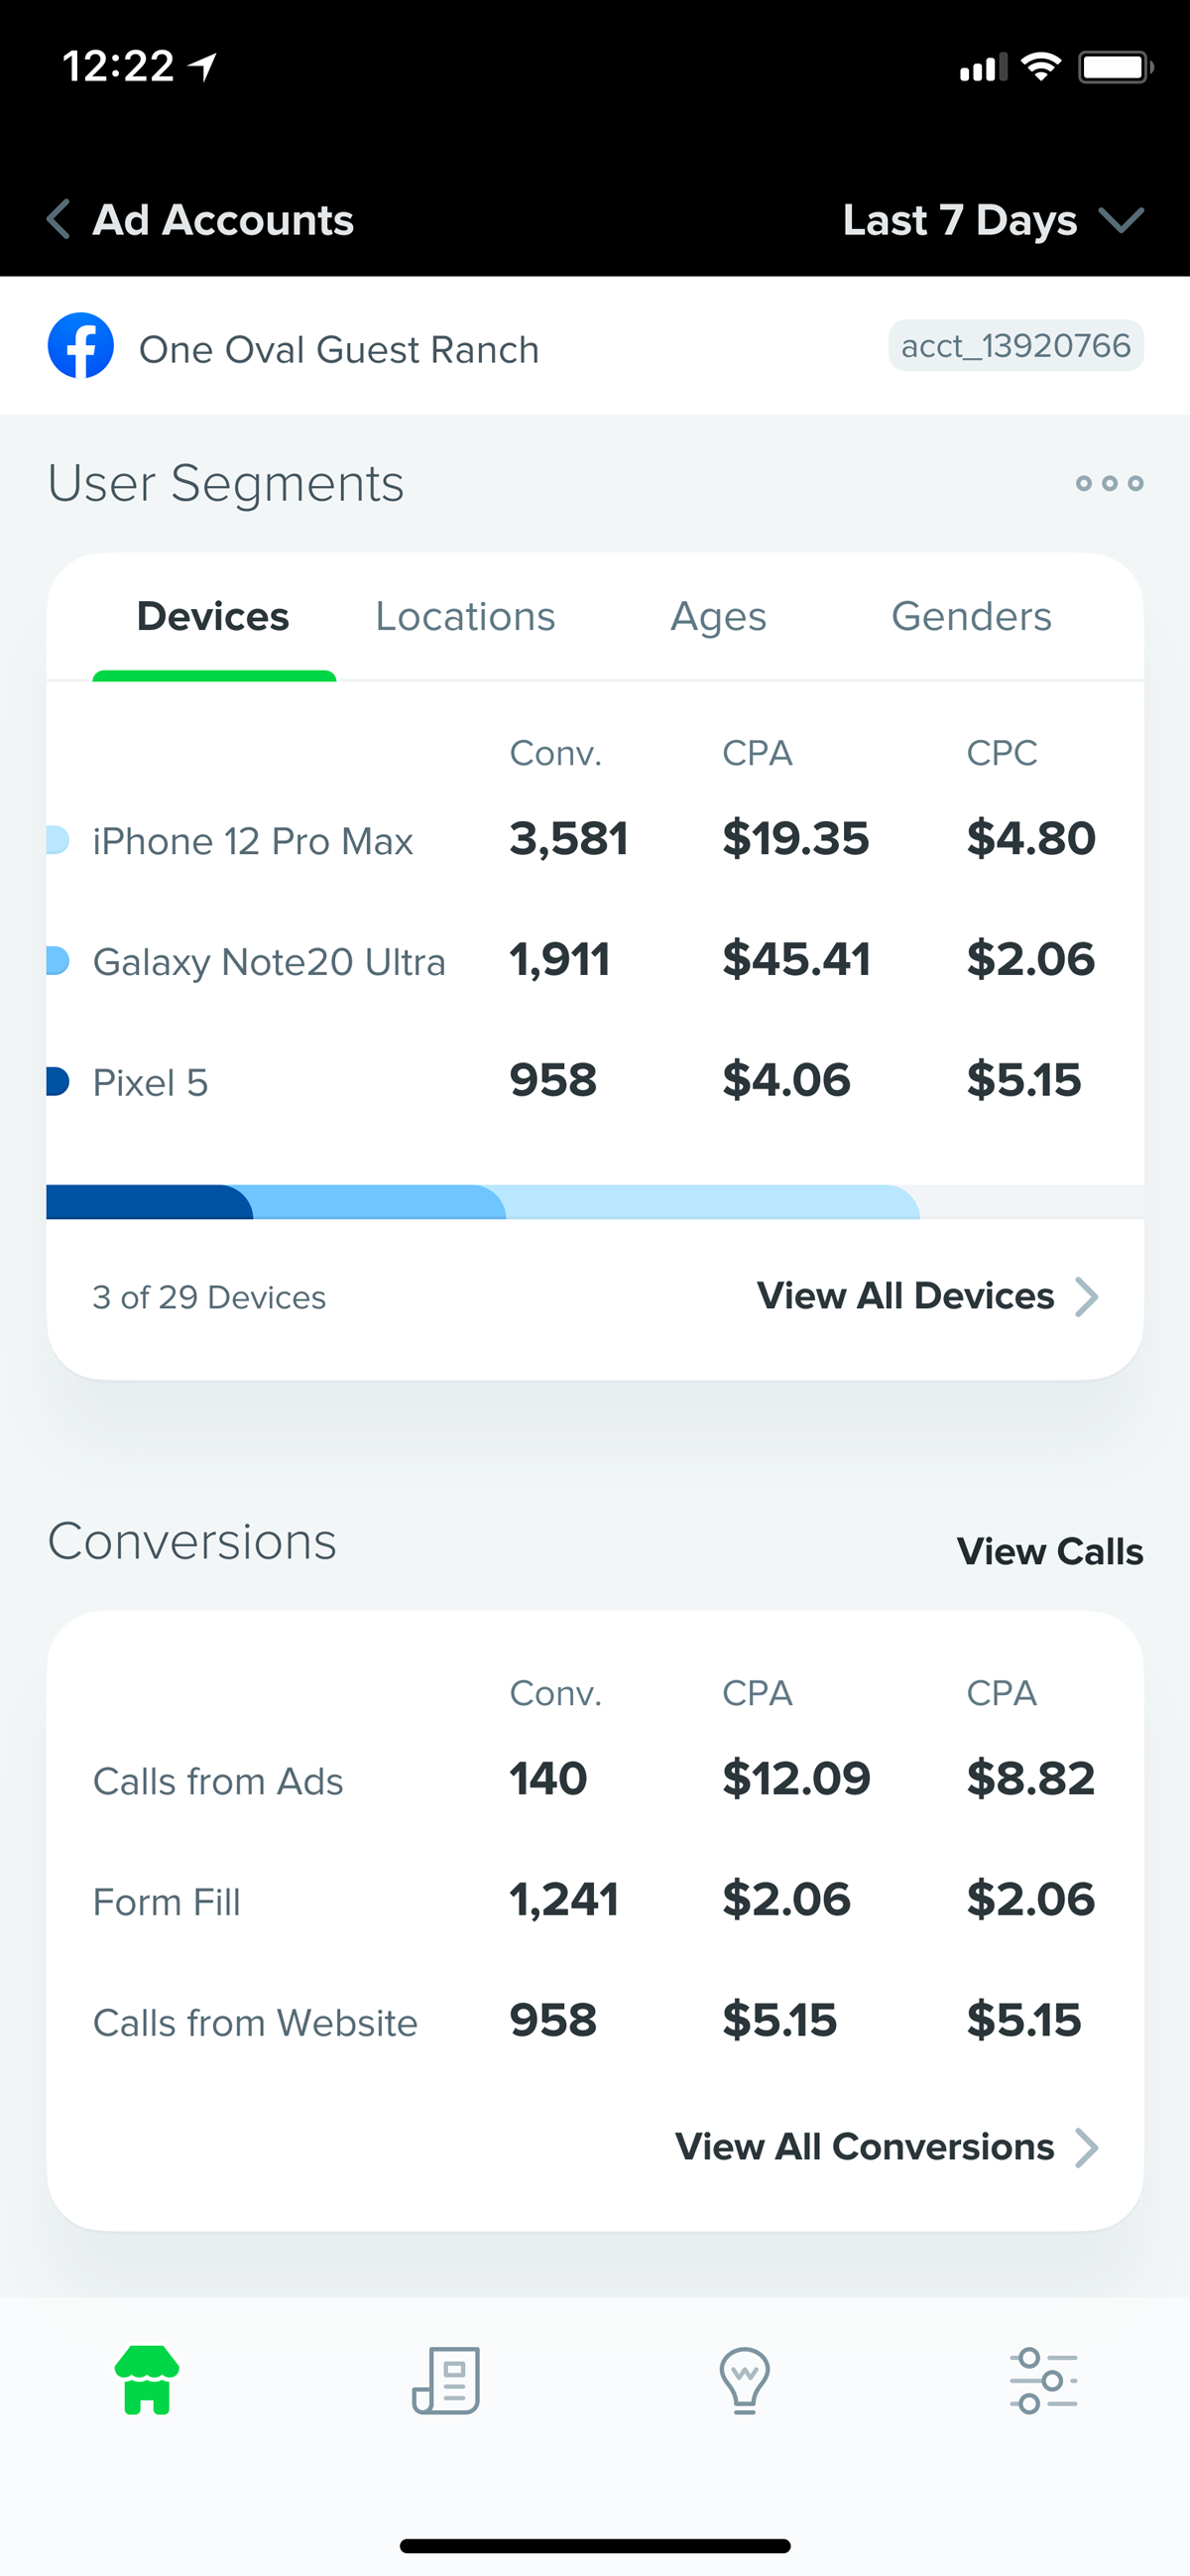 12:22
Ad Accounts Last 7 Days
One Oval Guest Ranch acct_13920766
User Segments
Devices Locations Ages Genders
Conv. CPA CPC
iPhone 12 Pro Max 3,581 $19.35 $4.80
Galaxy Note20 Ultra 1,911 $45.41 $2.06
Pixel 5 958 $4.06 $5.15
3 of 29 Devices View All Devices
Conversions View Calls
Conv. CPA CPA
Calls from Ads 140 $12.09 $8.82
Form Fill 1,241 $2.06 $2.06
Calls from Website 958 $5.15 $5.15
View All Conversions